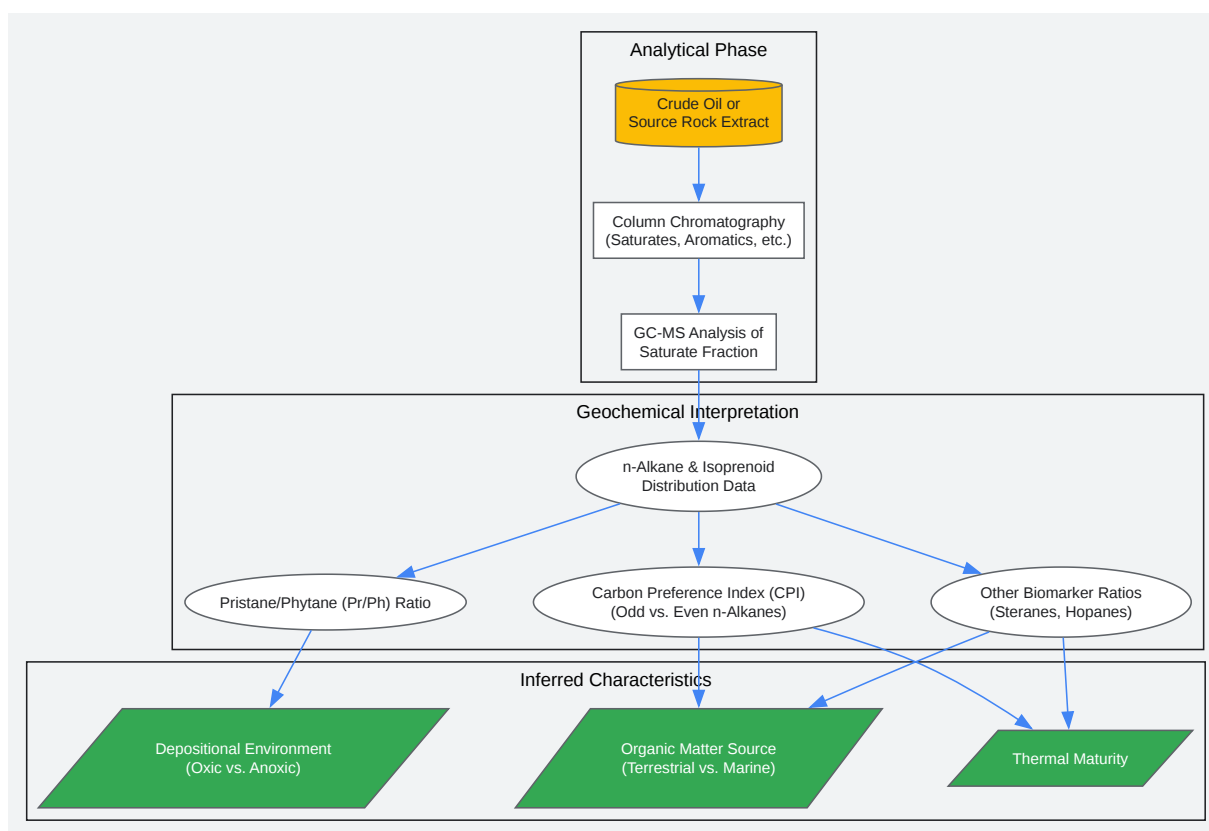 Analytical Phase
Crude Oil or
Source Rock Extract
Column Chromatography
(Saturates, Aromatics, etc.)
GC-MS Analysis of
Saturate Fraction
Geochemical Interpretation
n-Alkane & Isoprenoid
Distribution Data
Pristane/Phytane (Pr/Ph) Ratio
Carbon Preference Index (CPI)
(Odd vs. Even n-Alkanes)
Other Biomarker Ratios
(Steranes, Hopanes)
Inferred Characteristics
Depositional Environment
(Oxic vs. Anoxic)
Organic Matter Source
(Terrestrial vs. Marine)
Thermal Maturity